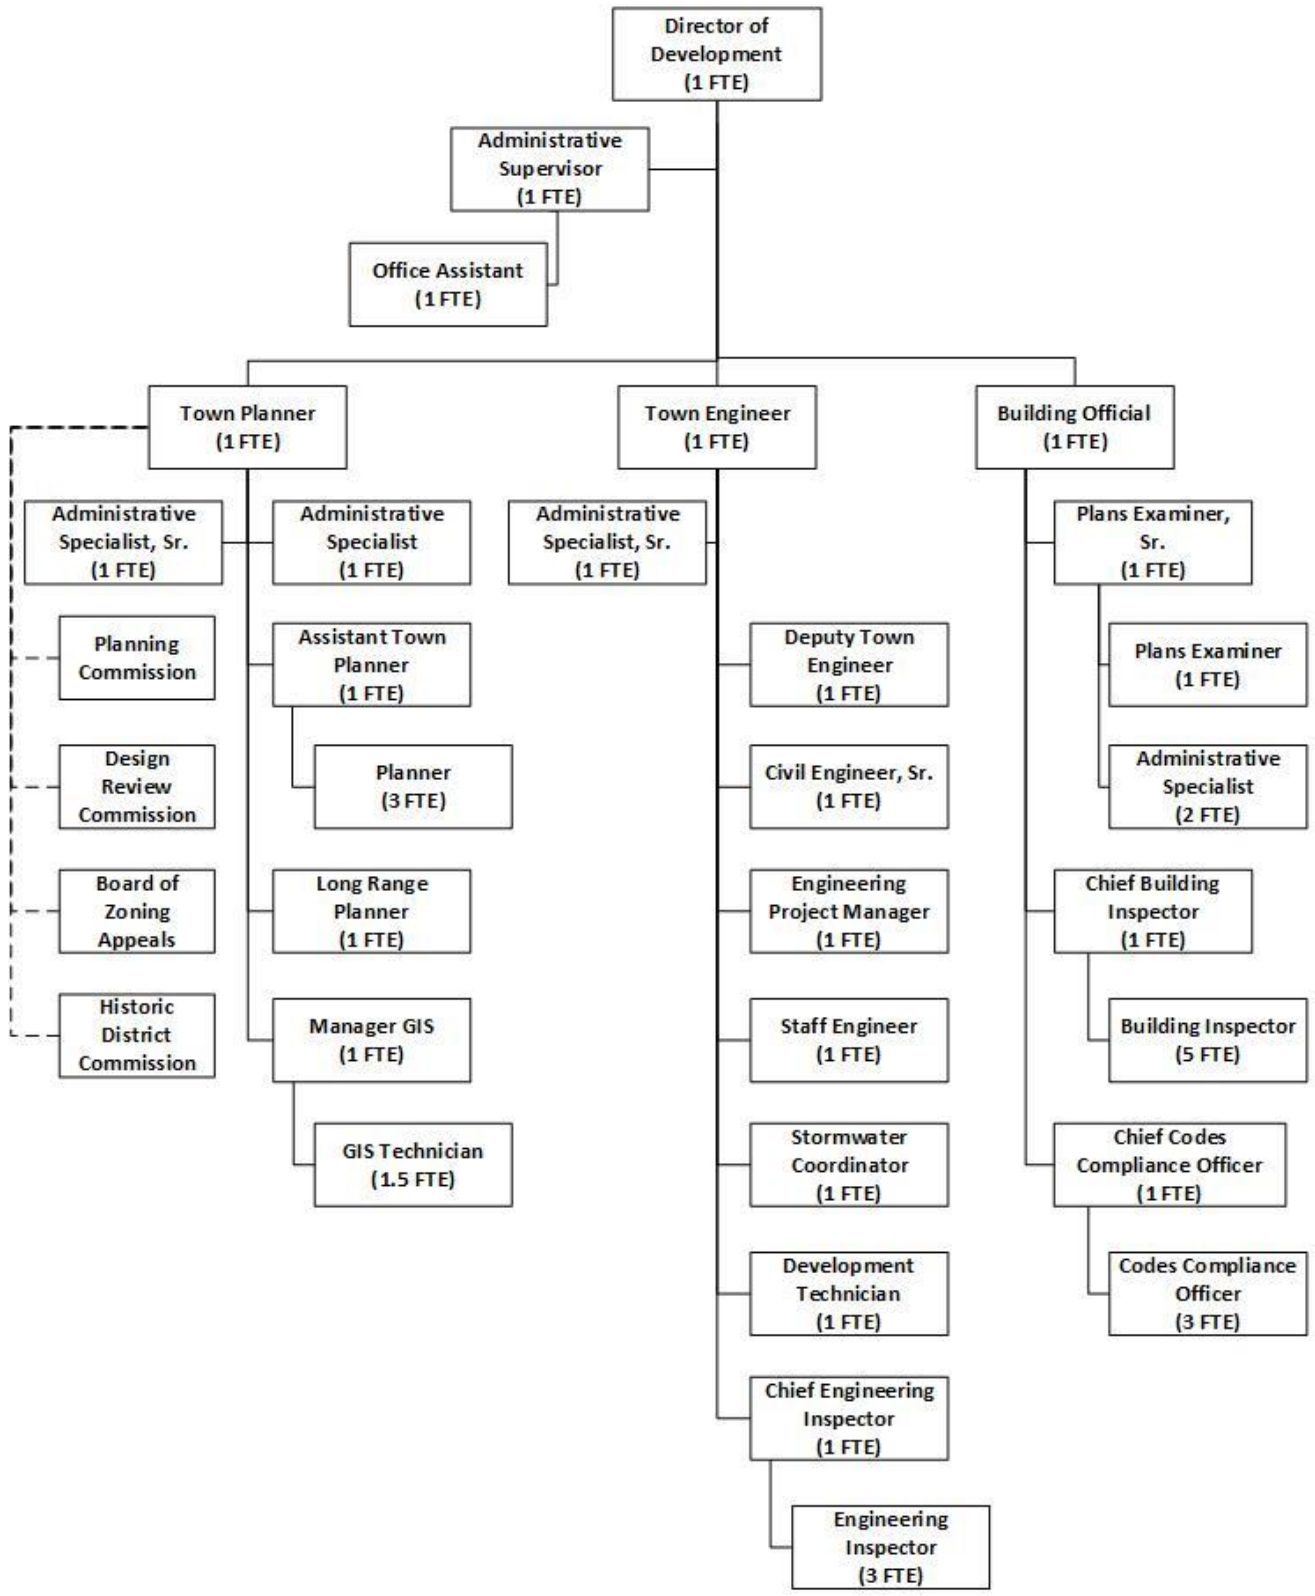 Director of
Development
(1 FTE)
Administrative
Supervisor
(1 FTE)
Office Assistant
(1 FTE)
Town Planner
(1 FTE)
Town Engineer
(1 FTE)
Building Official
(1 FTE)
Administrative
Specialist, Sr.
(1 FTE)
Administrative
Specialist
(1 FTE)
Administrative
Specialist, Sr.
(1 FTE)
Plans Examiner,
Sr.
(1 FTE)
Planning
Commission
Assistant Town
Planner
(1 FTE)
Deputy Town
Engineer
(1 FTE)
Plans Examiner
(1 FTE)
Design
Review
Commission
Planner
(3 FTE)
Civil Engineer, Sr.
(1 FTE)
Administrative
Specialist
(2 FTE)
Board of
Zoning
Appeals
Long Range
Planner
(1 FTE)
Engineering
Project Manager
(1 FTE)
Chief Building
Inspector
(1 FTE)
Historic
District
Commission
Manager GIS
(1 FTE)
Staff Engineer
(1 FTE)
Building Inspector
(5 FTE)
GIS Technician
(1.5 FTE)
Stormwater
Coordinator
(1 FTE)
Chief Codes
Compliance Officer
(1 FTE)
Development
Technician
(1 FTE)
Codes Compliance
Officer
(3 FTE)
Chief Engineering
Inspector
(1 FTE)
Engineering
Inspector
(3 FTE)